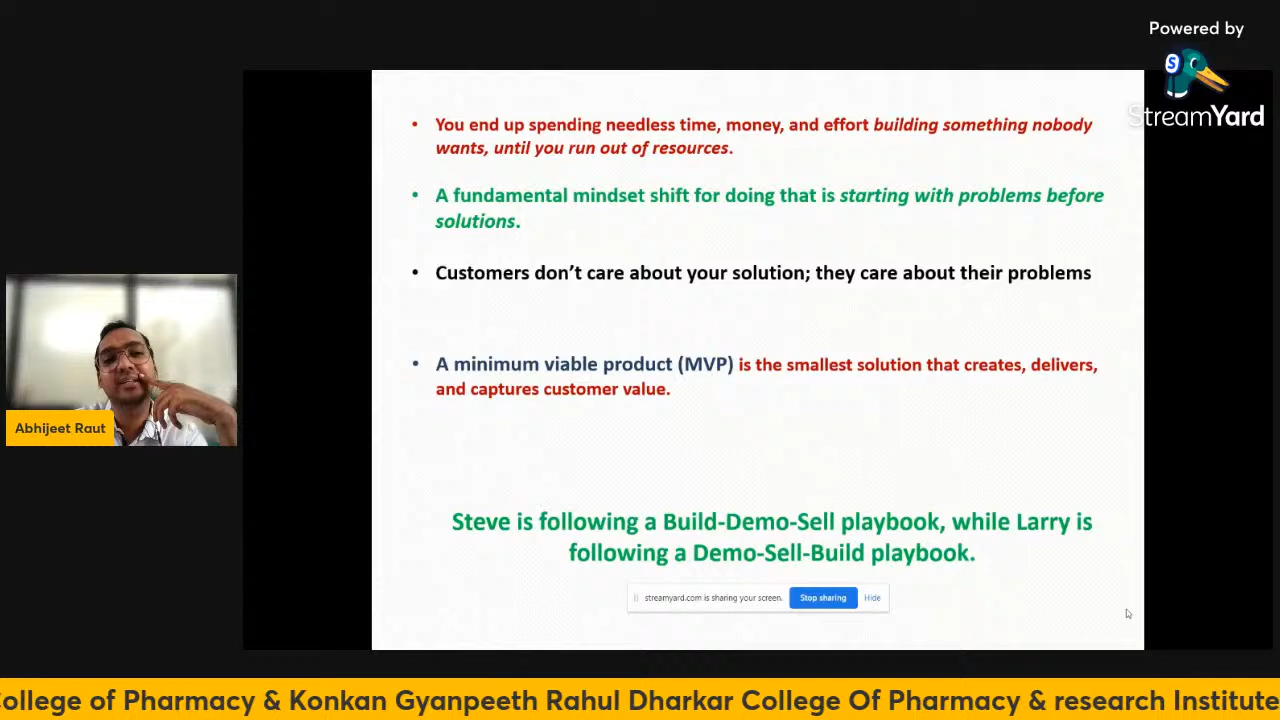 Powered by
StreamYard
• You end up spending needless time, money, and effort building something nobody
wants, until you run out of resources.
• A fundamental mindset shift for doing that is starting with problems before
solutions.
• Customers don’t care about your solution; they care about their problems
• A minimum viable product (MVP) is the smallest solution that creates, delivers,
and captures customer value.
Abhijeet Raut
Steve is following a Build-Demo-Sell playbook, while Larry is
following a Demo-Sell-Build playbook.
streamyard.com is sharing your screen. Stop sharing Hide
College of Pharmacy & Konkan Gyanpeeth Rahul Dharkar College Of Pharmacy & research Institute